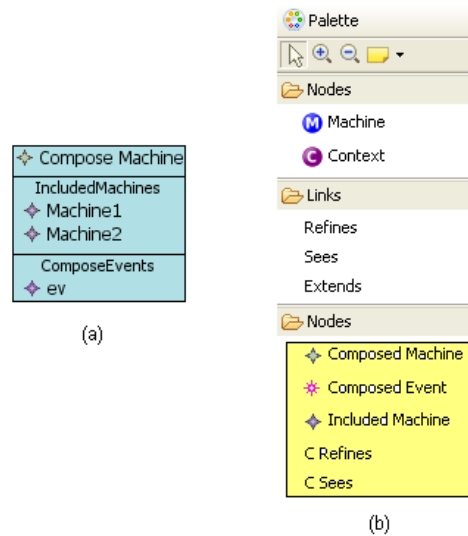 Compose Machine
IncludedMachines
Machine1
Machine2
ComposeEvents
ev
(a)
Palette
Nodes
M Machine
C Context
Links
Refines
Sees
Extends
Nodes
Composed Machine
Composed Event
Included Machine
C Refines
C Sees
(b)